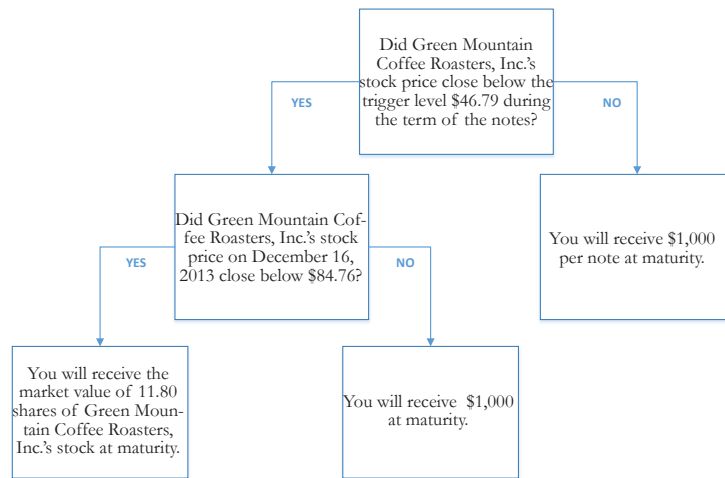 Did Green Mountain
Coffee Roasters, Inc.'s
stock price close below the
trigger level $46.79 during
the term of the notes?
YES
NO
Did Green Mountain Cof-
fee Roasters, Inc.'s stock
price on December 16,
2013 close below $84.76?
You will receive $1,000
per note at maturity.
YES
NO
You will receive the
market value of 11.80
shares of Green Moun-
tain Coffee Roasters,
Inc.'s stock at maturity.
You will receive $1,000
at maturity.